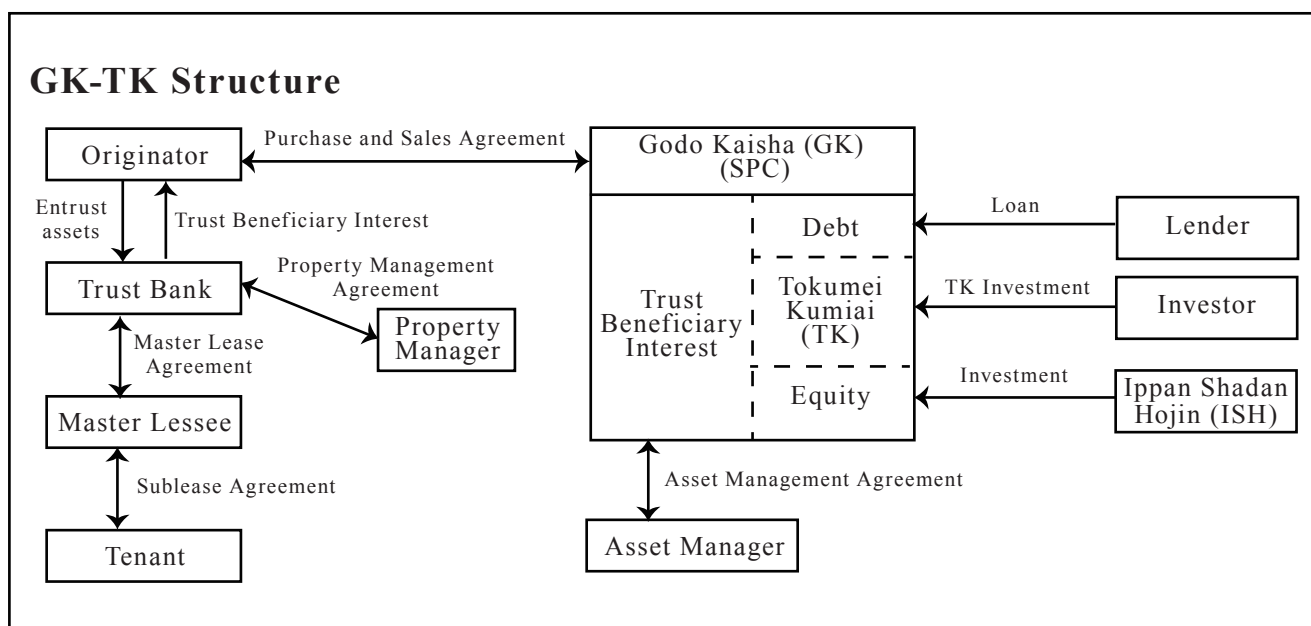 GK-TK Structure
Originator
Purchase and Sales Agreement
Godo Kaisha (GK)
(SPC)
Entrust
assets
Trust Beneficiary Interest
Trust Bank
Property Management
Agreement
Property
Manager
Master Lease
Agreement
Master Lessee
Sublease Agreement
Tenant
Trust
Beneficiary
Interest
Debt
Tokumei
Kumiai
(TK)
Equity
Loan
Lender
TK Investment
Investor
Investment
Ippan Shadan
Hojin (ISH)
Asset Management Agreement
Asset Manager